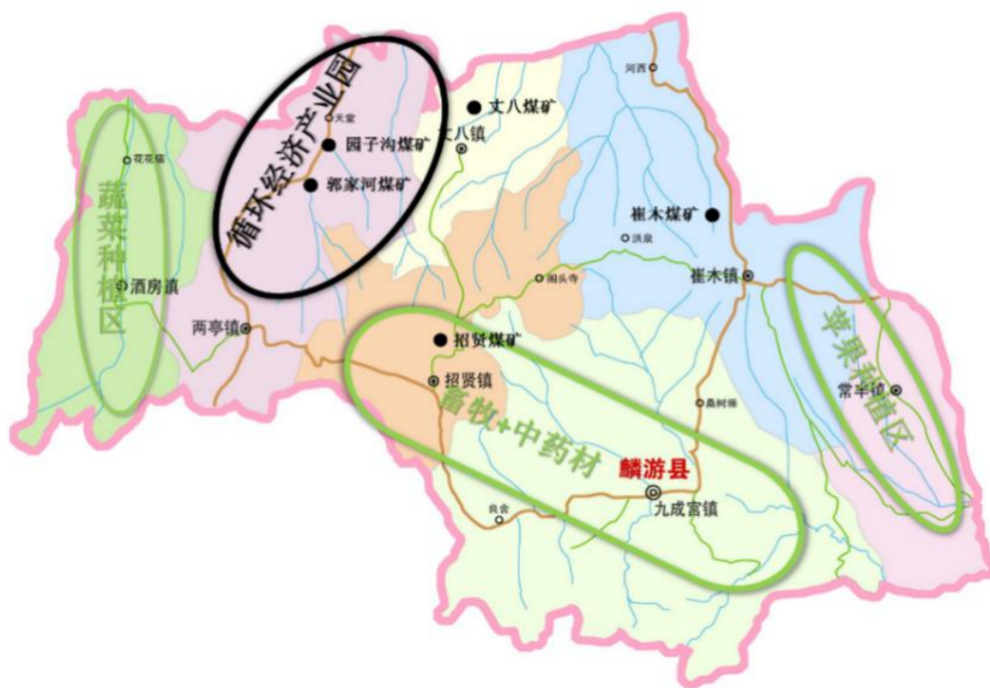 河西
循环经济产业园
天堂
丈八煤矿
园子沟煤矿
丈八镇
花花庙
郭家河煤矿
蔬菜种植区
崔木煤矿
洪泉
酒房镇
阁头寺
崔木镇
两亭镇
招贤煤矿
苹果种植区
招贤镇
畜牧+中药材
常丰镇
桑树塬
麟游县
良舍
九成宫镇